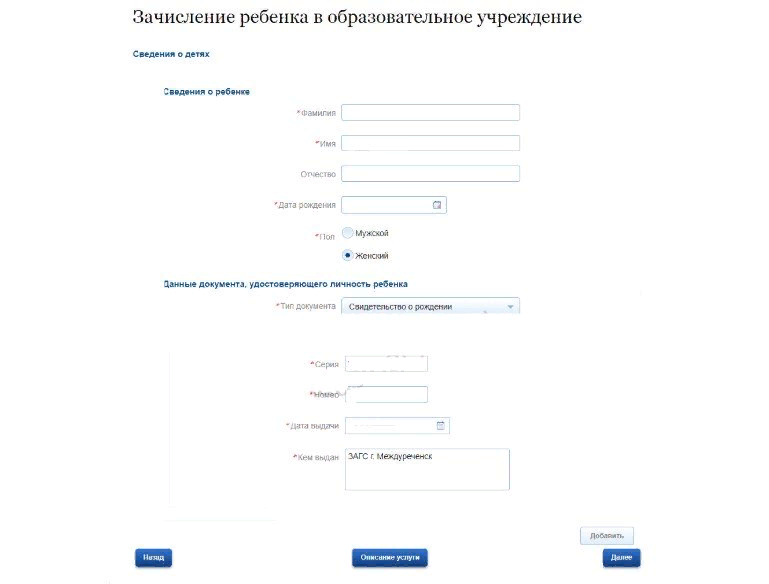 Зачисление ребенка в образовательное учреждение
Сведения о детях
Сведения о ребенке
*Фамилия
*Имя
Отчество
*Дата рождения
*Пол
Мужской
Женский
Данные документа, удостоверяющего личность ребенка
*Тип документа Свидетельство о рождении
*Серия
*Номер
*Дата выдачи
*Кем выдан ЗАГС г. Междуреченск
Добавить
Назад Описание услуги Далее